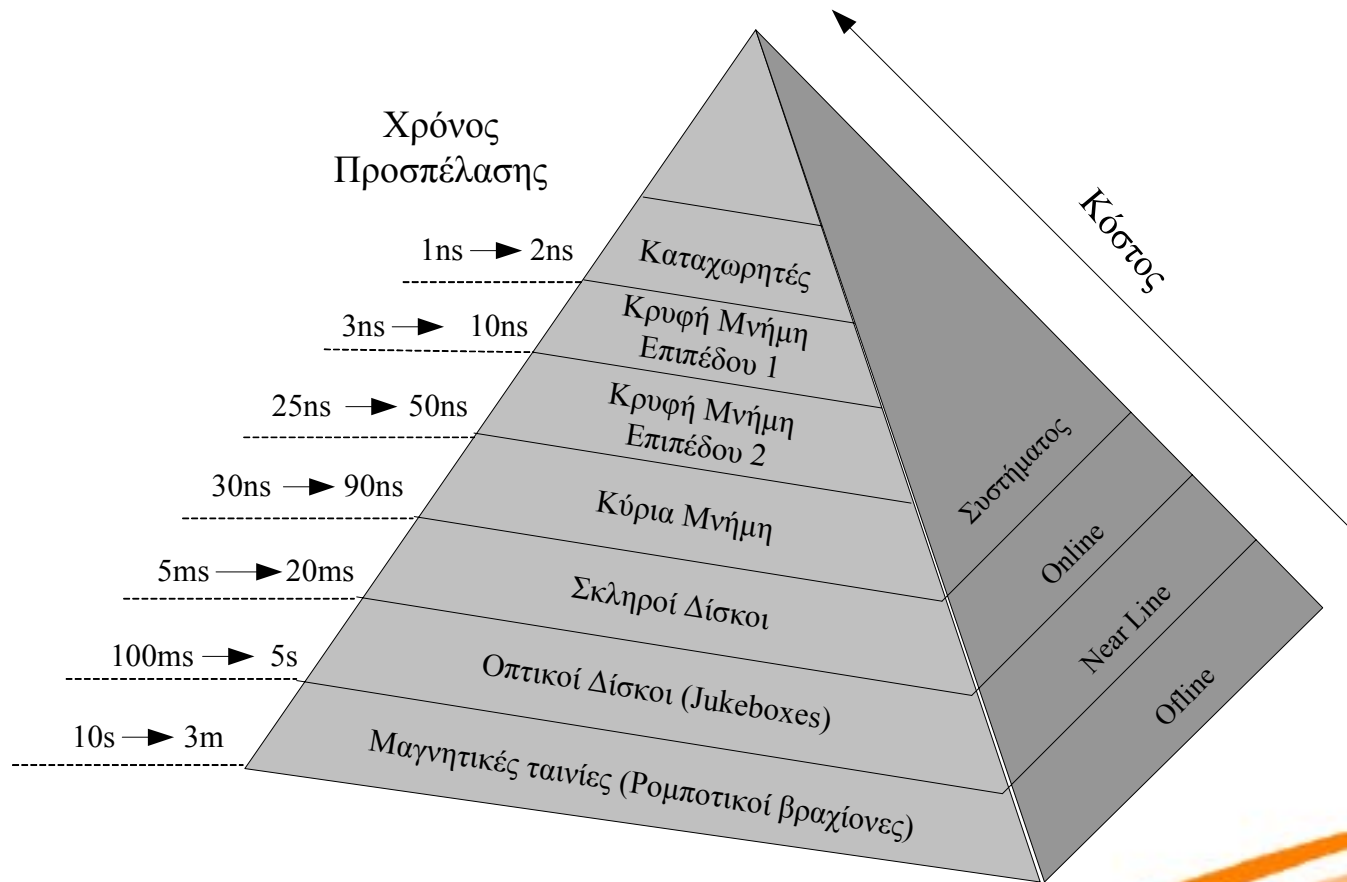 Χρόνος
Προσπέλασης
Κόστος
1ns → 2ns
Καταχωρητές
3ns → 10ns
Κρυφή Μνήμη
Επιπέδου 1
25ns → 50ns
Κρυφή Μνήμη
Επιπέδου 2
30ns → 90ns
Κύρια Μνήμη
Συστήματος
5ms → 20ms
Σκληροί Δίσκοι
Online
100ms → 5s
Οπτικοί Δίσκοι (Jukeboxes)
Near Line
10s → 3m
Μαγνητικές ταινίες (Ρομποτικοί βραχίονες)
Ofline